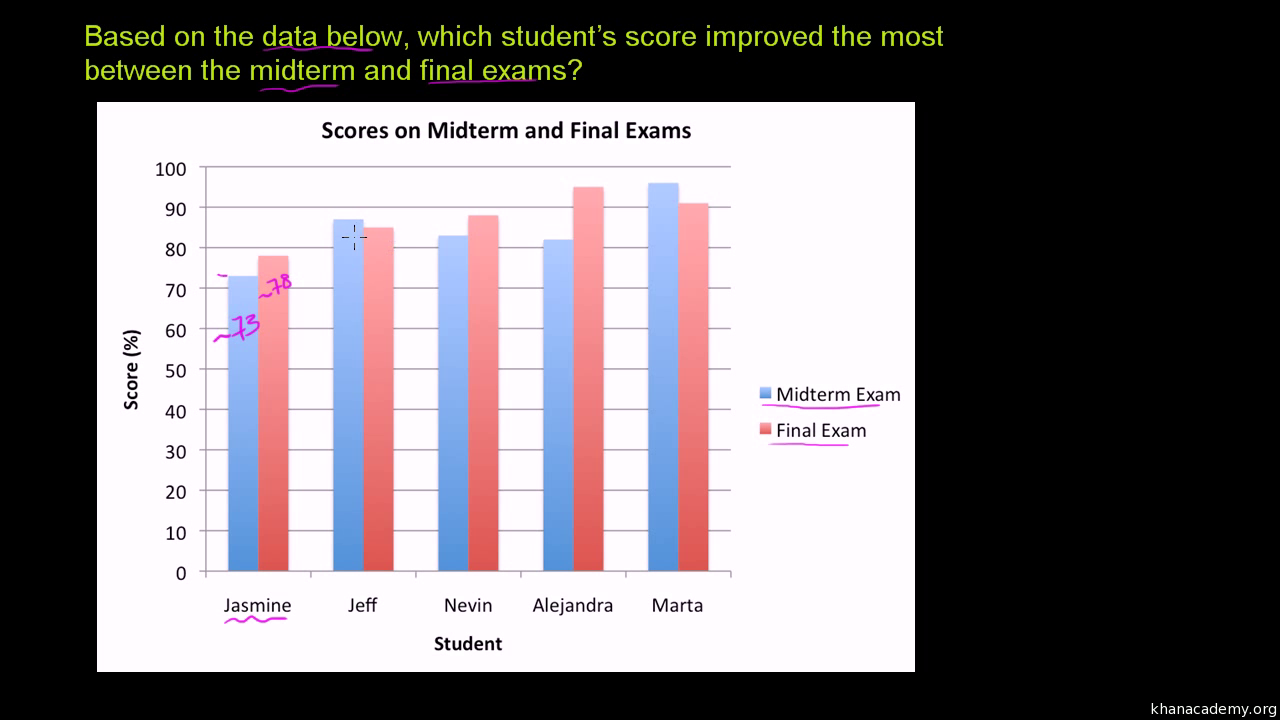 Based on the data below, which student's score improved the most
between the midterm and final exams?
Scores on Midterm and Final Exams
100
90
80
70
60
50
40
30
20
10
0
Score (%)
~78
~73
Midterm Exam
Final Exam
Jasmine Jeff Nevin Alejandra Marta
Student
khanacademy.org